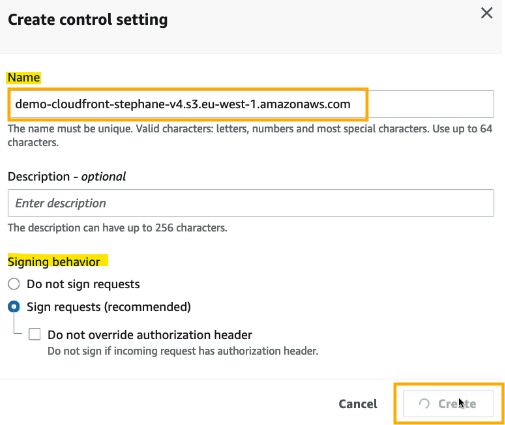 Create control setting
Name
demo-cloudfront-stephane-v4.s3.eu-west-1.amazonaws.com
The name must be unique. Valid characters: letters, numbers and most special characters. Use up to 64
characters.
Description - optional
Enter description
The description can have up to 256 characters.
Signing behavior
Do not sign requests
Sign requests (recommended)
Do not override authorization header
Do not sign if incoming request has authorization header.
Cancel
Create